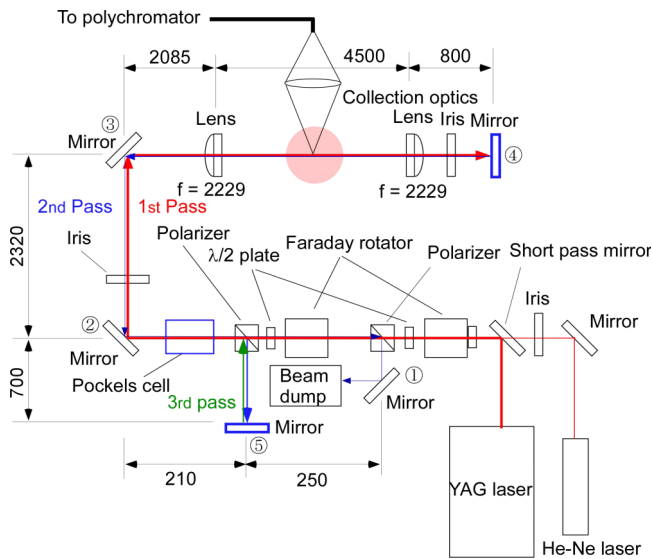 To polychromator
2085
4500
800
Collection optics
Lens
Lens
Iris
Mirror
③
Mirror
④
f = 2229
f = 2229
2nd Pass
1st Pass
2320
Iris
Polarizer
λ/2 plate
Faraday rotator
Polarizer
Short pass mirror
Iris
Mirror
②
Mirror
Pockels cell
700
3rd pass
Beam
dump
①
Mirror
⑤
Mirror
210
250
YAG laser
He-Ne laser